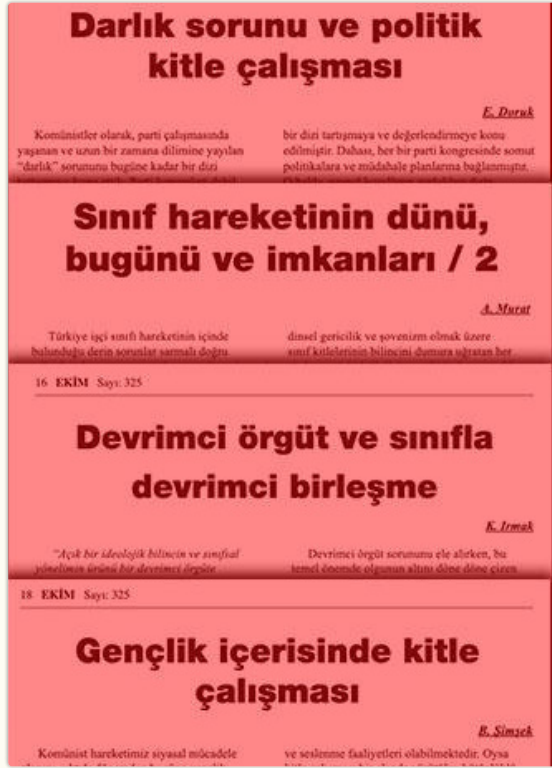 Darlık sorunu ve politik
kitle çalışması
E. Doruk
Komünistler olarak, parti çalışmasında
yaşanan ve uzun bir zamana dilimine yayılan
“darlık” sorununu bugüne kadar bir dizi
bir dizi tartışmaya ve değerlendirmeye konu
edilmiştir. Dahası, her bir parti kongresinde somut
politikalara ve müdahale planlarına bağlanmıştır.
Sınıf hareketinin dünü,
bugünü ve imkanları / 2
A. Murat
Türkiye işçi sınıfı hareketinin içinde
bulunduğu derin sorunlar sarmalı doğru
dinsel gericilik ve şovenizm olmak üzere
sınıf kitlelerinin bilincini dumura uğratan her
16 EKİM Sayı: 325
Devrimci örgüt ve sınıfla
devrimci birleşme
K. Irmak
“Açık bir ideolojik bilincin ve sınıfsal
yönelimin ürünü bir devrimci örgüte
Devrimci örgüt sorununu ele alırken, bu
temel önemde olgunun altını döne döne çizen
18 EKİM Sayı: 325
Gençlik içerisinde kitle
çalışması
B. Şimşek
Komünist hareketimiz siyasal mücadele
ve seslenme faaliyetleri olabilmektedir. Oysa